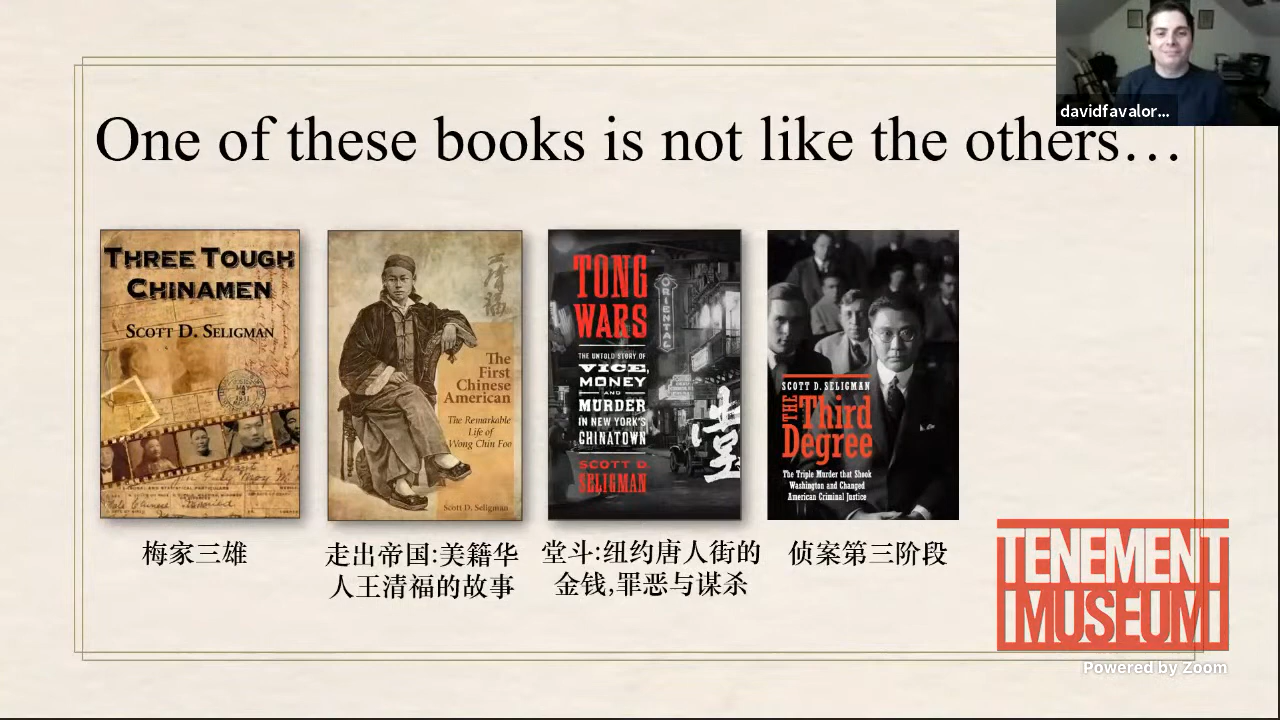 davidfavalor...
One of these books is not like the others…
THREE TOUGH
CHINAMEN
SCOTT D. SELIGMAN
The
First
Chinese
American
The Remarkable
Life of
Wong Chin Foo
Scott D. Seligman
TONG
WARS
THE UNTOLD STORY OF
VICE,
MONEY
AND
MURDER
IN NEW YORK'S
CHINATOWN
SCOTT D.
SELIGMAN
ORIENTAL
堂
SCOTT D. SELIGMAN
THE
Third
Degree
The Triple Murder that Shook
Washington and Changed
American Criminal Justice
梅家三雄
走出帝国:美籍华
人王清福的故事
堂斗:纽约唐人街的
金钱,罪恶与谋杀
侦案第三阶段
TENEMENT
MUSEUM
Powered by Zoom